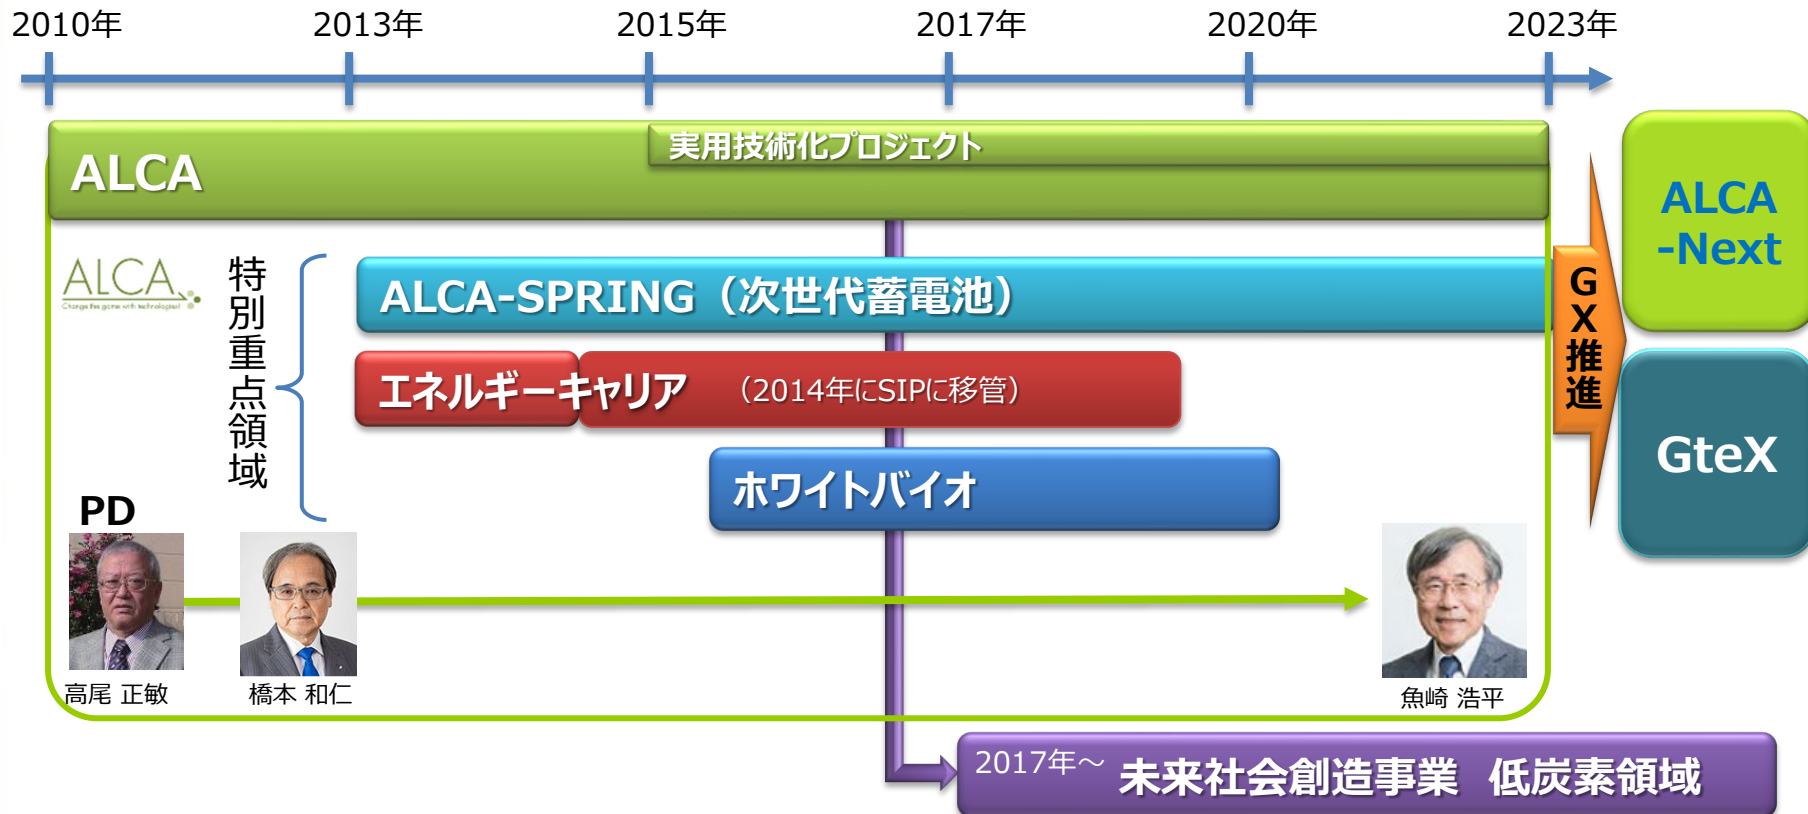 2010年
2013年
2015年
2017年
2020年
2023年
ALCA
実用技術化プロジェクト
ALCA
Change the game with technologies!
特別重点領域
ALCA-SPRING（次世代蓄電池）
エネルギーキャリア
（2014年にSIPに移管）
ホワイトバイオ
GX推進
ALCA
-Next
GteX
PD
高尾 正敏
橋本 和仁
魚崎 浩平
2017年～ 未来社会創造事業　低炭素領域